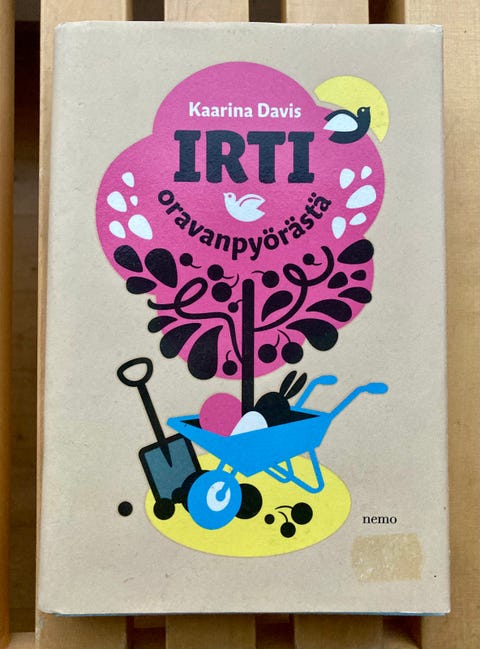 Kaarina Davis
IRTI
oravanpyörästä
nemo